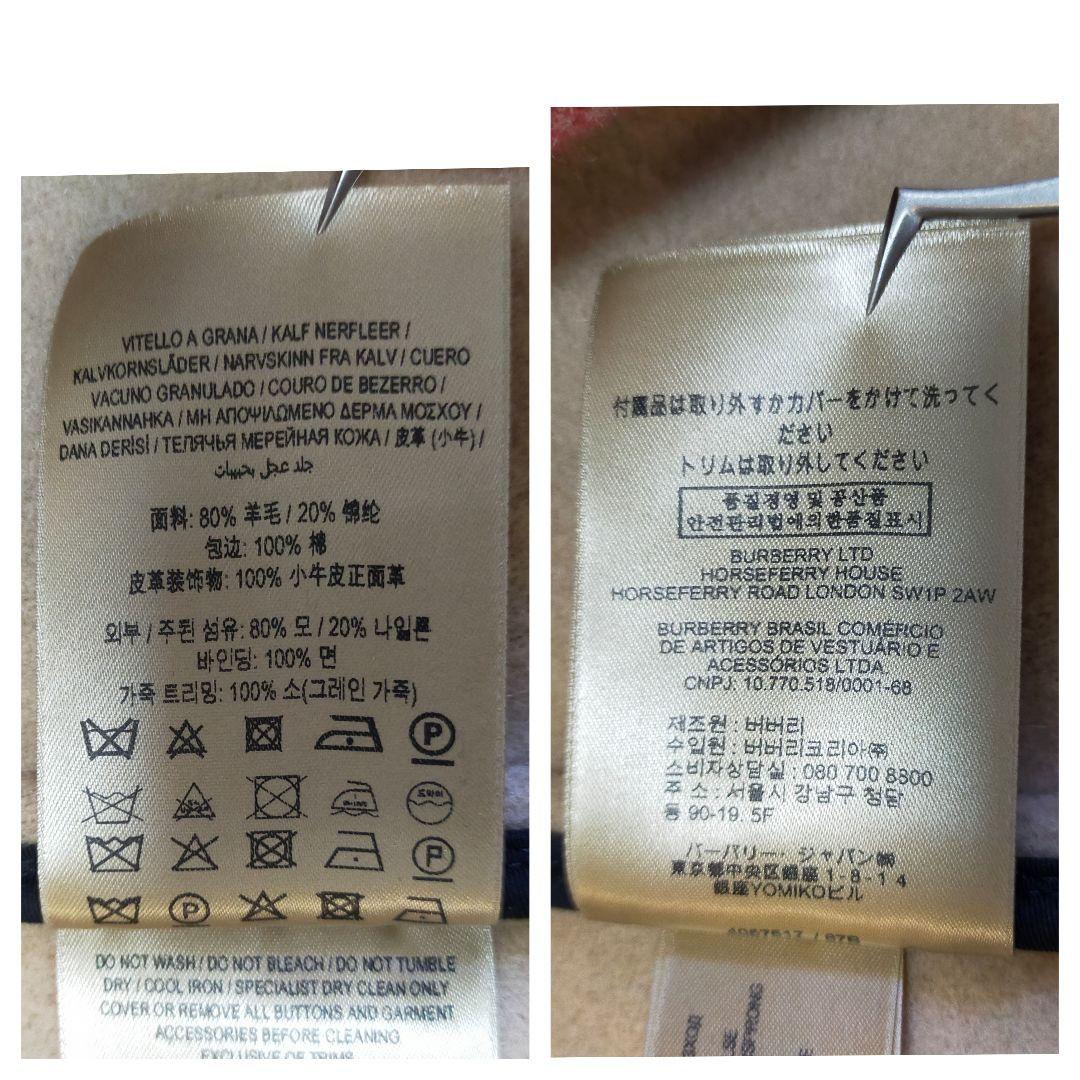 VITELLO A GRANA / KALF NERFLEER /
KALVKORNSLÄDER / NARVSKINN FRA KALV / CUERO
VACUNO GRANULADO / COURO DE BEZERRO /
VASIKANNAHKA / ΜΗ ΑΠΟΨΙΛΩΜΕΝΟ ΔΕΡΜΑ ΜΟΣΧΟΥ /
DANA DERİSİ / ТЕЛЯЧЬЯ МЕРЕЙНАЯ КОЖА / 皮革 (小牛) /
جلد عجل بحبيبات
面料: 80% 羊毛 / 20% 锦纶
包边: 100% 棉
皮革装饰物: 100% 小牛皮正面革
외부 / 주된 섬유: 80% 모 / 20% 나일론
바인딩: 100% 면
가죽 트리밍: 100% 소(그레인 가죽)
P
드라이
P
P
DO NOT WASH / DO NOT BLEACH / DO NOT TUMBLE
DRY / COOL IRON / SPECIALIST DRY CLEAN ONLY
COVER OR REMOVE ALL BUTTONS AND GARMENT
ACCESSORIES BEFORE CLEANING
EXCLUSIVE OF TRIMS
付属品は取り外すかカバーをかけて洗ってく
ださい
トリムは取り外してください
품질경영 및 공산품
안전관리법에의한품질표시
BURBERRY LTD
HORSEFERRY HOUSE
HORSEFERRY ROAD LONDON SW1P 2AW
BURBERRY BRASIL COMERCIO
DE ARTIGOS DE VESTUARIO E
ACESSÓRIOS LTDA
CNPJ: 10.770.518/0001-68
제조원 : 버버리
수입원 : 버버리코리아㈜
소비자상담실 : 080 700 8800
주소 : 서울시 강남구 청담
동 90-19. 5F
バーバリー・ジャパン㈱
東京都中央区銀座 1-8-14
銀座YOMIKOビル